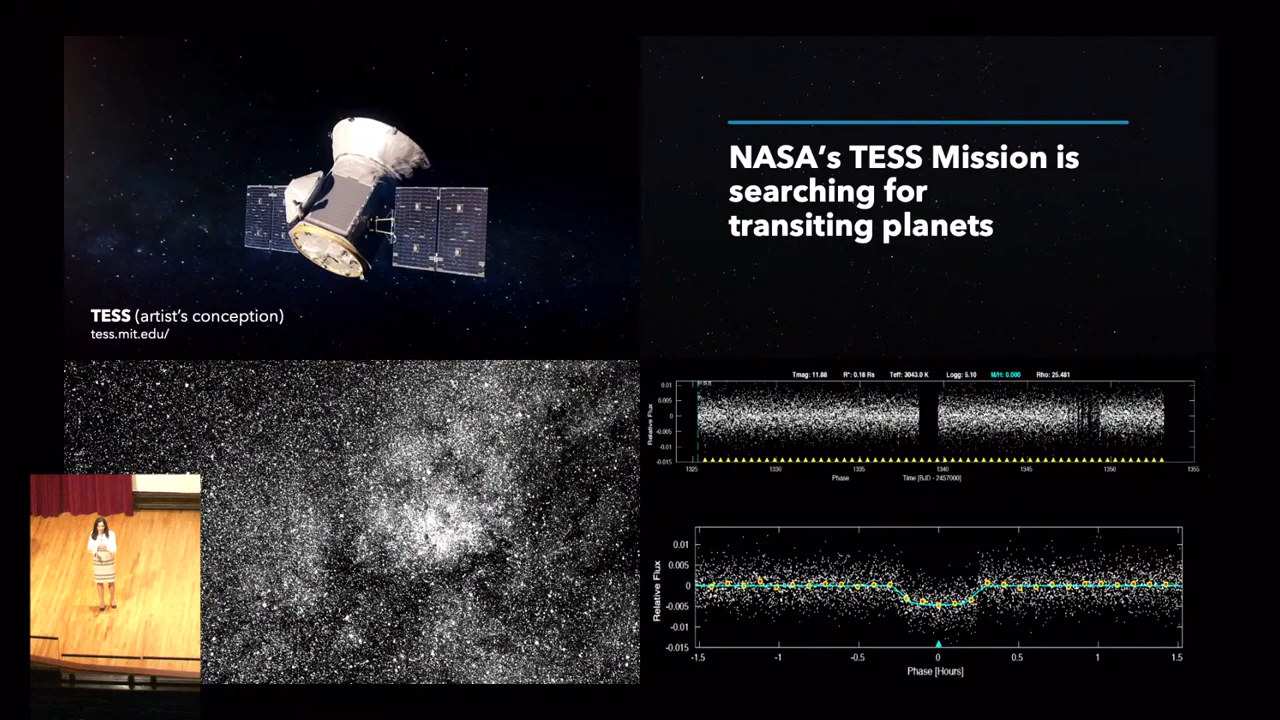 NASA's TESS Mission is
searching for
transiting planets
TESS (artist's conception)
tess.mit.edu/
Tmag: 11.88 R*: 0.18 Rs Teff: 3043.0 K Logg: 5.10 M/H: 0.000 Rho: 25.481
0.01
0.005
0
-0.005
-0.01
-0.015
Relative Flux
1325 1330 1335 1340 1345 1350 1355
Phase Time [BJD - 2457000]
0.01
0.005
0
-0.005
-0.01
-0.015
Relative Flux
-1.5 -1 -0.5 0 0.5 1 1.5
Phase [Hours]